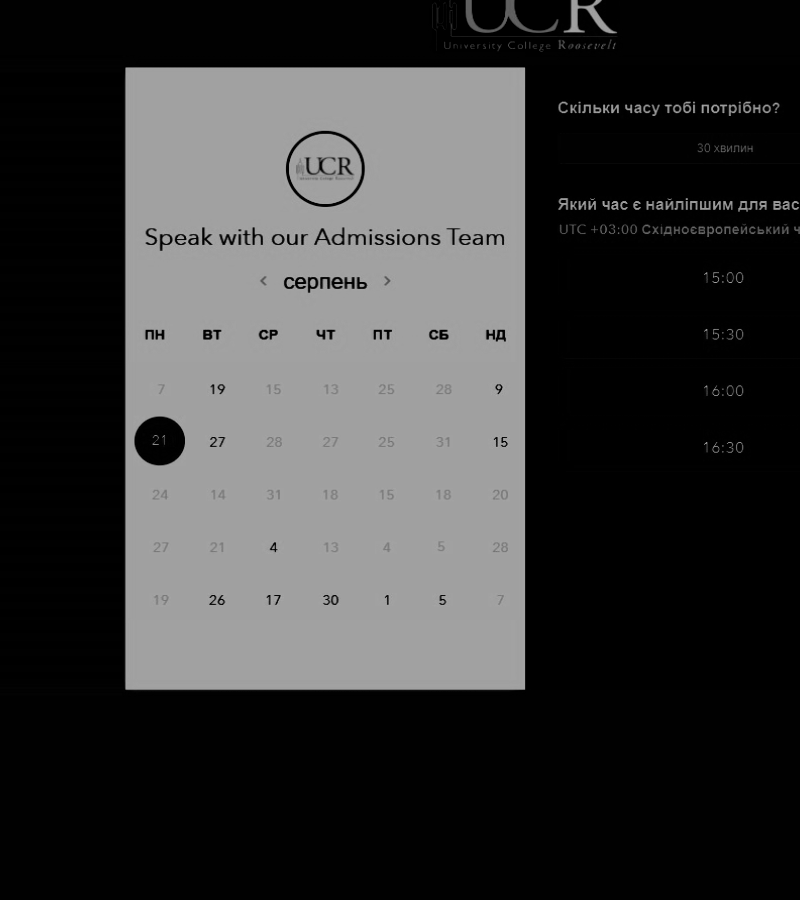 UCR
University College Roosevelt
UCR
Speak with our Admissions Team
< серпень >
ПН ВТ СР ЧТ ПТ СБ НД
7 19 15 13 25 28 9
21 27 28 27 25 31 15
24 14 31 18 15 18 20
27 21 4 13 4 5 28
19 26 17 30 1 5 7
Скільки часу тобі потрібно?
30 хвилин
Який час є найліпшим для вас
UTC +03:00 Східноєвропейський ч
15:00
15:30
16:00
16:30